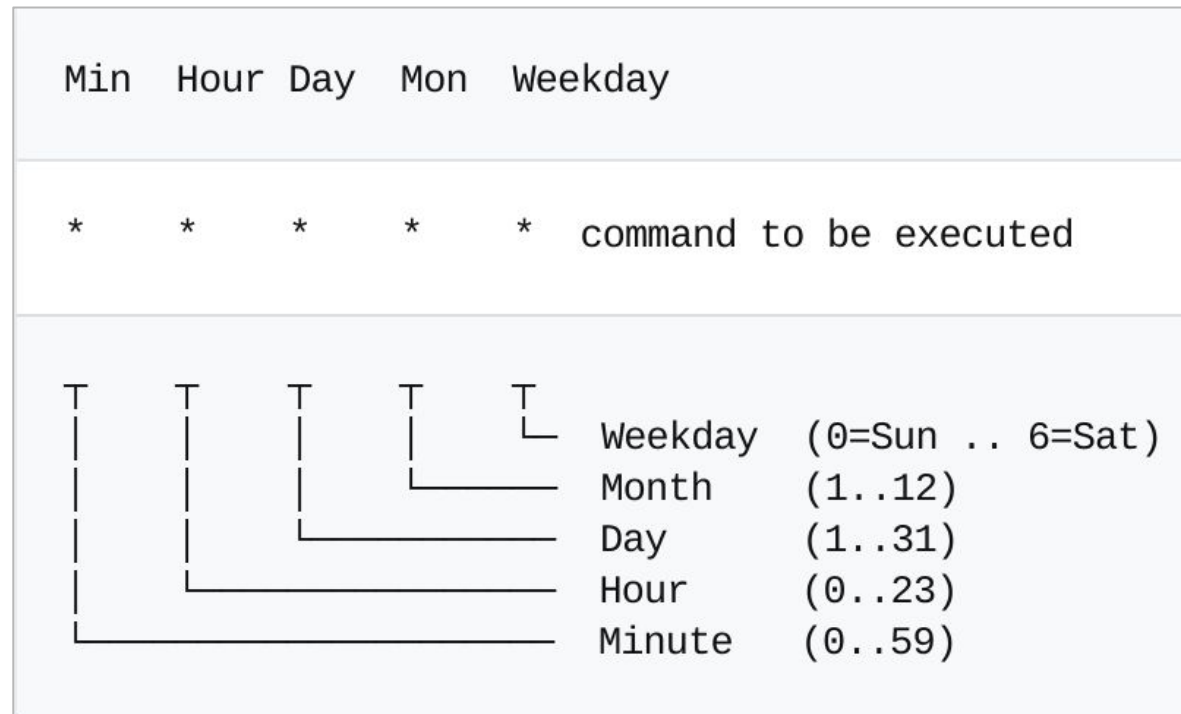 Min  Hour Day  Mon  Weekday
*    *    *    *    *  command to be executed
Weekday  (0=Sun .. 6=Sat)
Month    (1..12)
Day      (1..31)
Hour     (0..23)
Minute   (0..59)